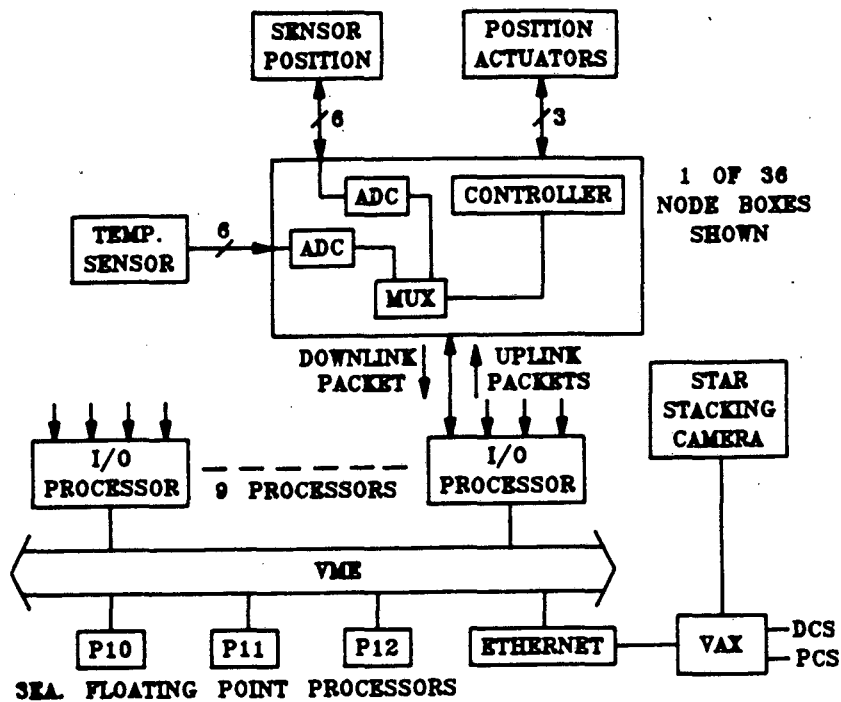 SENSOR
POSITION
POSITION
ACTUATORS
6
3
1 OF 36
NODE BOXES
SHOWN
ADC
CONTROLLER
TEMP.
SENSOR
6
ADC
MUX
DOWNLINK
PACKET
UPLINK
PACKETS
STAR
STACKING
CAMERA
I/O
PROCESSOR
9 PROCESSORS
I/O
PROCESSOR
VME
P10
P11
P12
ETHERNET
VAX
DCS
PCS
3EA. FLOATING POINT PROCESSORS